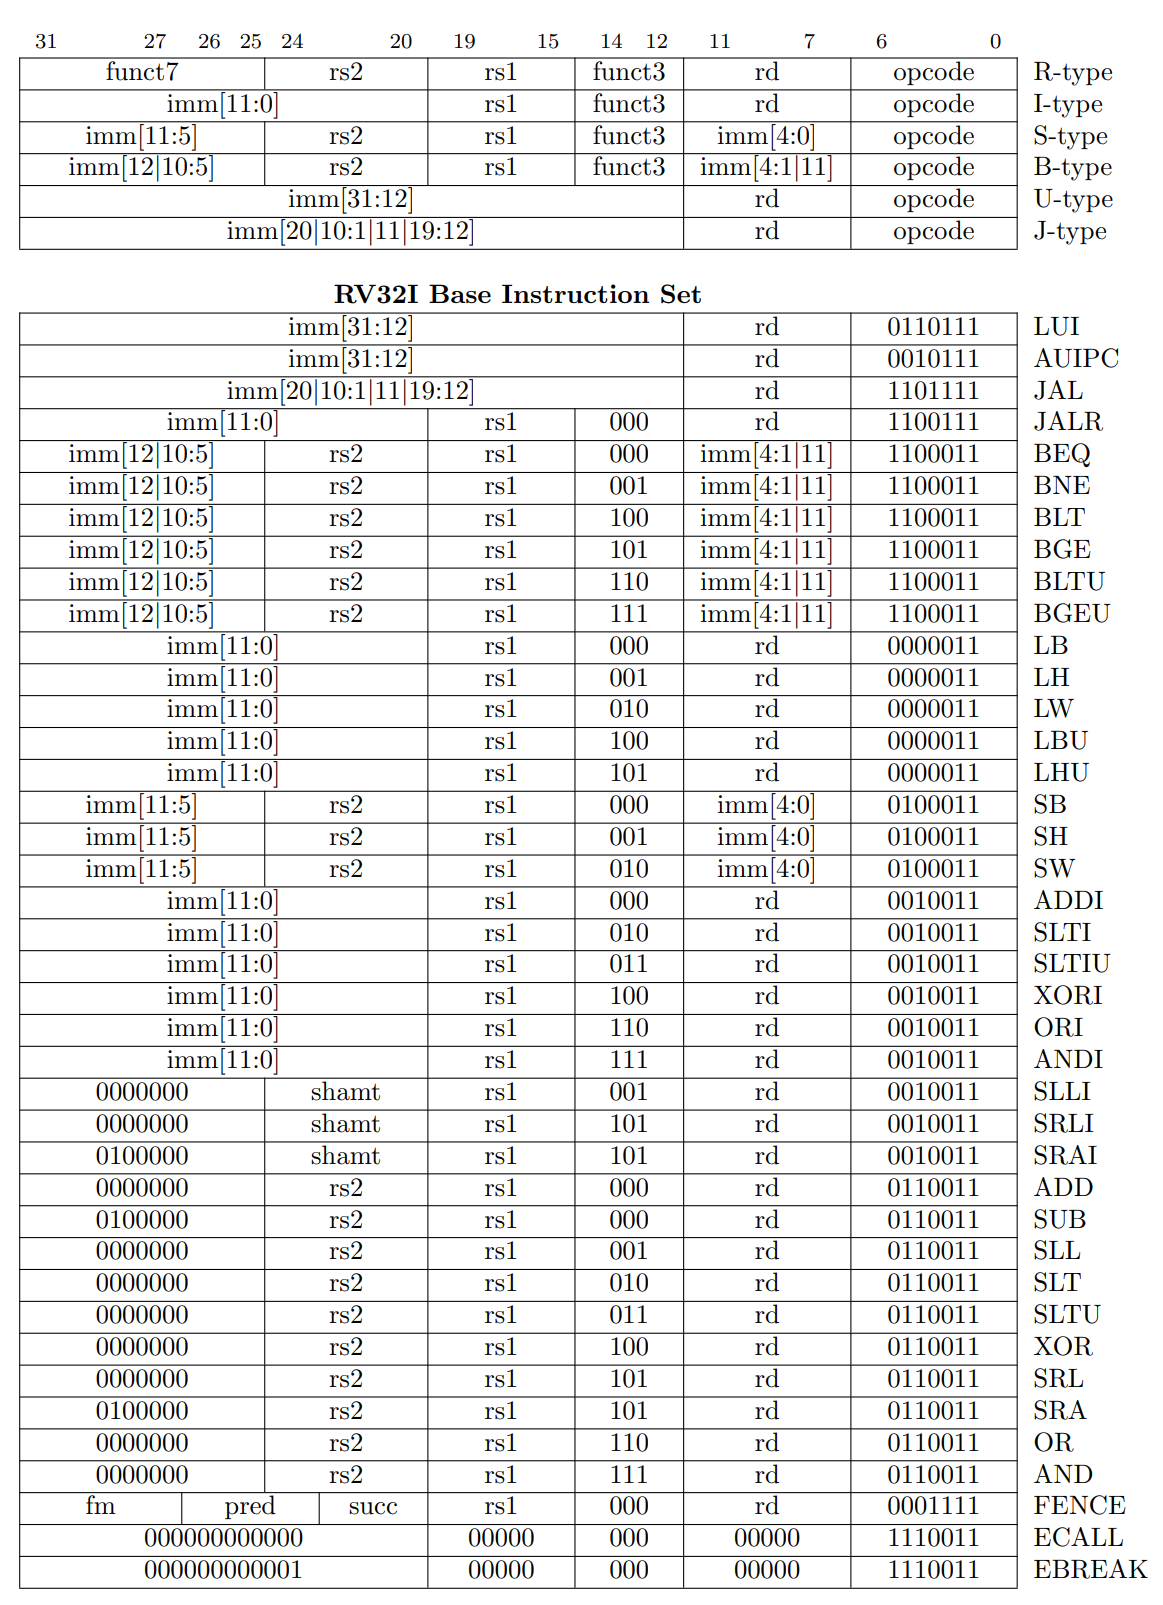 31 27 26 25 24 20 19 15 14 12 11 7 6 0
funct7 rs2 rs1 funct3 rd opcode R-type
imm[11:0] rs1 funct3 rd opcode I-type
imm[11:5] rs2 rs1 funct3 imm[4:0] opcode S-type
imm[12|10:5] rs2 rs1 funct3 imm[4:1|11] opcode B-type
imm[31:12] rd opcode U-type
imm[20|10:1|11|19:12] rd opcode J-type
RV32I Base Instruction Set
imm[31:12] rd 0110111 LUI
imm[31:12] rd 0010111 AUIPC
imm[20|10:1|11|19:12] rd 1101111 JAL
imm[11:0] rs1 000 rd 1100111 JALR
imm[12|10:5] rs2 rs1 000 imm[4:1|11] 1100011 BEQ
imm[12|10:5] rs2 rs1 001 imm[4:1|11] 1100011 BNE
imm[12|10:5] rs2 rs1 100 imm[4:1|11] 1100011 BLT
imm[12|10:5] rs2 rs1 101 imm[4:1|11] 1100011 BGE
imm[12|10:5] rs2 rs1 110 imm[4:1|11] 1100011 BLTU
imm[12|10:5] rs2 rs1 111 imm[4:1|11] 1100011 BGEU
imm[11:0] rs1 000 rd 0000011 LB
imm[11:0] rs1 001 rd 0000011 LH
imm[11:0] rs1 010 rd 0000011 LW
imm[11:0] rs1 100 rd 0000011 LBU
imm[11:0] rs1 101 rd 0000011 LHU
imm[11:5] rs2 rs1 000 imm[4:0] 0100011 SB
imm[11:5] rs2 rs1 001 imm[4:0] 0100011 SH
imm[11:5] rs2 rs1 010 imm[4:0] 0100011 SW
imm[11:0] rs1 000 rd 0010011 ADDI
imm[11:0] rs1 010 rd 0010011 SLTI
imm[11:0] rs1 011 rd 0010011 SLTIU
imm[11:0] rs1 100 rd 0010011 XORI
imm[11:0] rs1 110 rd 0010011 ORI
imm[11:0] rs1 111 rd 0010011 ANDI
0000000 shamt rs1 001 rd 0010011 SLLI
0000000 shamt rs1 101 rd 0010011 SRLI
0100000 shamt rs1 101 rd 0010011 SRAI
0000000 rs2 rs1 000 rd 0110011 ADD
0100000 rs2 rs1 000 rd 0110011 SUB
0000000 rs2 rs1 001 rd 0110011 SLL
0000000 rs2 rs1 010 rd 0110011 SLT
0000000 rs2 rs1 011 rd 0110011 SLTU
0000000 rs2 rs1 100 rd 0110011 XOR
0000000 rs2 rs1 101 rd 0110011 SRL
0100000 rs2 rs1 101 rd 0110011 SRA
0000000 rs2 rs1 110 rd 0110011 OR
0000000 rs2 rs1 111 rd 0110011 AND
fm pred succ rs1 000 rd 0001111 FENCE
000000000000 00000 000 00000 1110011 ECALL
000000000001 00000 000 00000 1110011 EBREAK